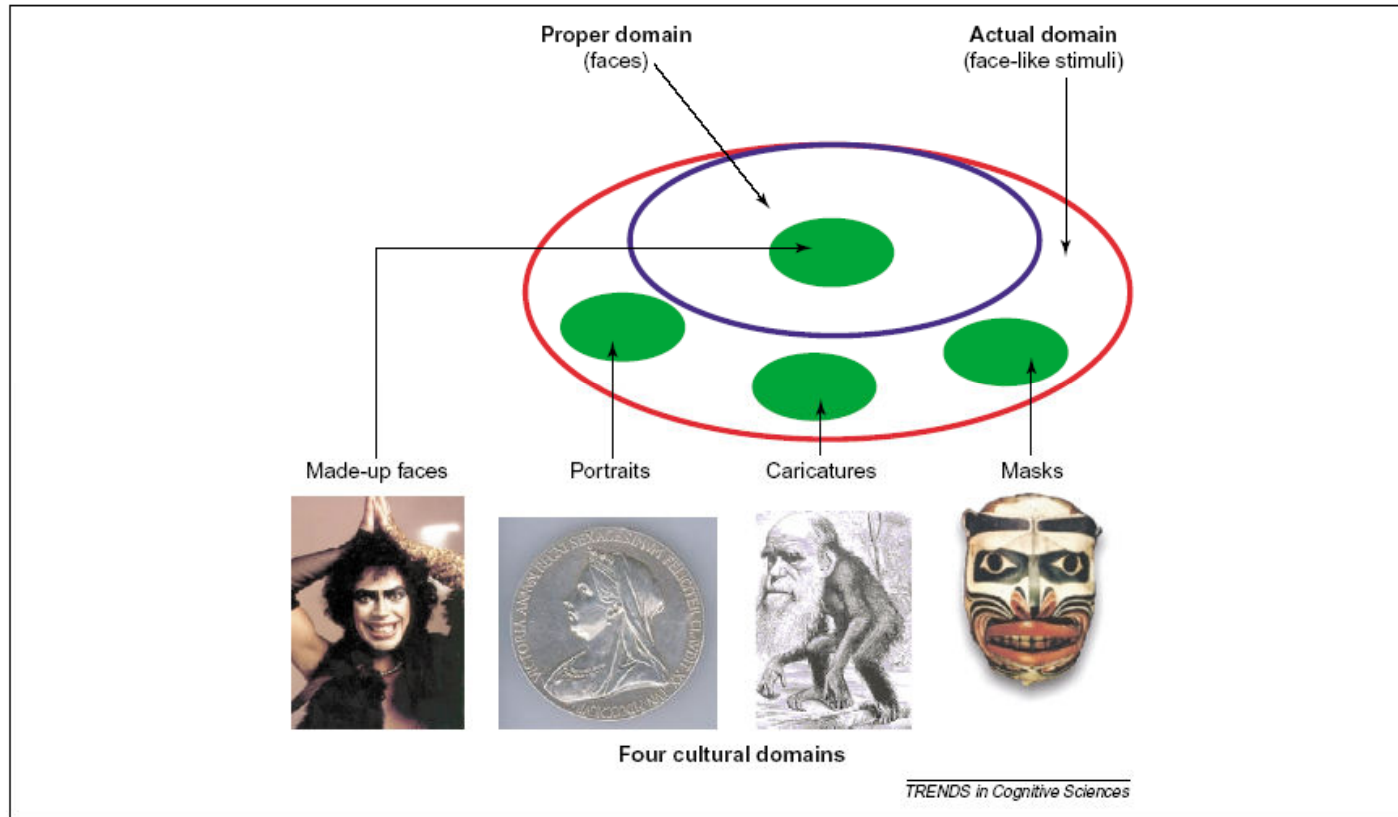 Proper domain
(faces)
Actual domain
(face-like stimuli)
Made-up faces
Portraits
Caricatures
Masks
Four cultural domains
TRENDS in Cognitive Sciences